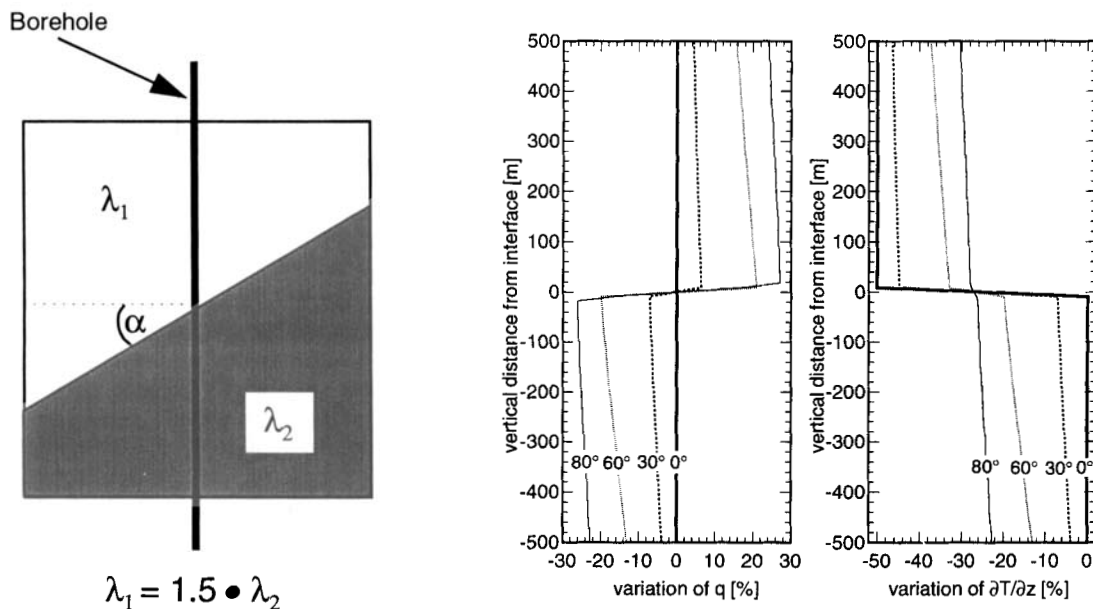 Borehole
λ₁
α
λ₂
λ₁ = 1.5 • λ₂
vertical distance from interface [m]
500
400
300
200
100
0
-100
-200
-300
-400
-500
80° 60° 30° 0°
-30 -20 -10 0 10 20 30
variation of q [%]
vertical distance from interface [m]
500
400
300
200
100
0
-100
-200
-300
-400
-500
80° 60° 30° 0°
-50 -40 -30 -20 -10 0
variation of ∂T/∂z [%]